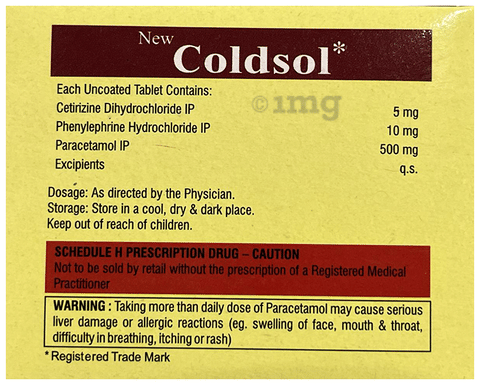 New
Coldsol*
Each Uncoated Tablet Contains:
Cetirizine Dihydrochloride IP 5 mg
©1mg
Phenylephrine Hydrochloride IP 10 mg
Paracetamol IP 500 mg
Excipients q.s.
Dosage: As directed by the Physician.
Storage: Store in a cool, dry & dark place.
Keep out of reach of children.
SCHEDULE H PRESCRIPTION DRUG – CAUTION
Not to be sold by retail without the prescription of a Registered Medical
Practitioner
WARNING : Taking more than daily dose of Paracetamol may cause serious
liver damage or allergic reactions (eg. swelling of face, mouth & throat,
difficulty in breathing, itching or rash)
*Registered Trade Mark